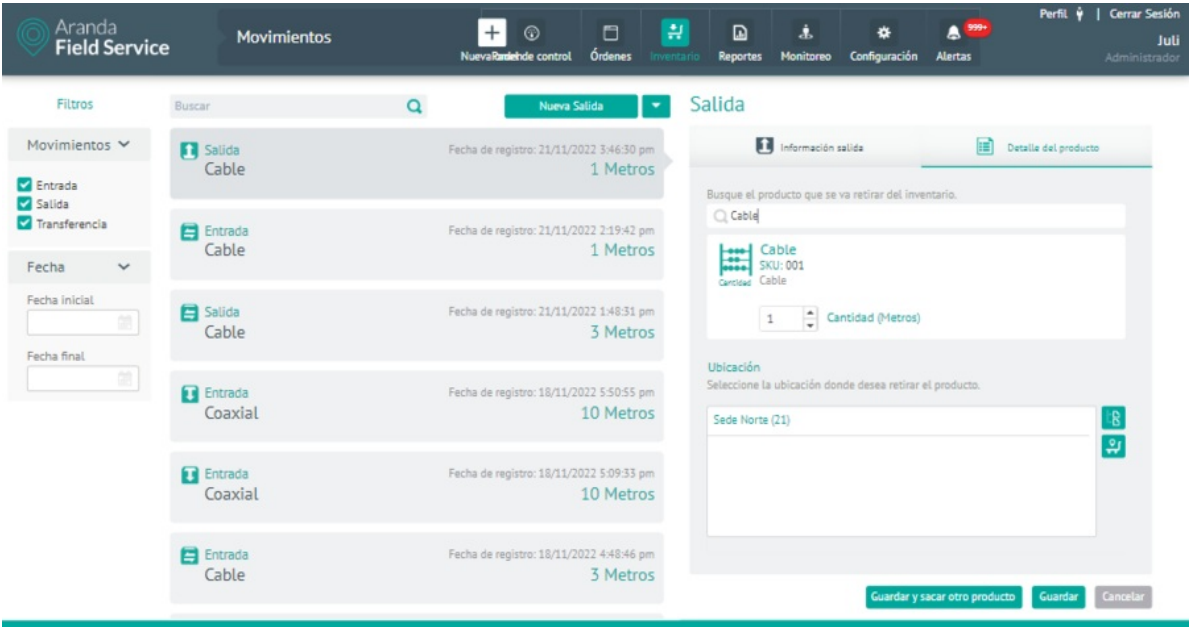 Aranda
Field Service
Movimientos
Nueva
de control
Órdenes
Inventario
Reportes
Monitoreo
Configuración
Alertas
999+
Perfil | Cerrar Sesión
Juli
Administrador
Filtros
Movimientos
Entrada
Salida
Transferencia
Fecha
Fecha inicial
Fecha final
Buscar
Nueva Salida
Salida
Fecha de registro: 21/11/2022 3:46:30 pm
Cable
1 Metros
Entrada
Fecha de registro: 21/11/2022 2:19:42 pm
Cable
1 Metros
Salida
Fecha de registro: 21/11/2022 1:48:31 pm
Cable
3 Metros
Entrada
Fecha de registro: 18/11/2022 5:50:55 pm
Coaxial
10 Metros
Entrada
Fecha de registro: 18/11/2022 5:09:33 pm
Coaxial
10 Metros
Entrada
Fecha de registro: 18/11/2022 4:48:46 pm
Cable
3 Metros
Salida
Información salida
Detalle del producto
Busque el producto que se va retirar del inventario.
Cable
Cable
SKU: 001
Cantidad
Cable
1
Cantidad (Metros)
Ubicación
Seleccione la ubicación donde desea retirar el producto.
Sede Norte (21)
Guardar y sacar otro producto
Guardar
Cancelar